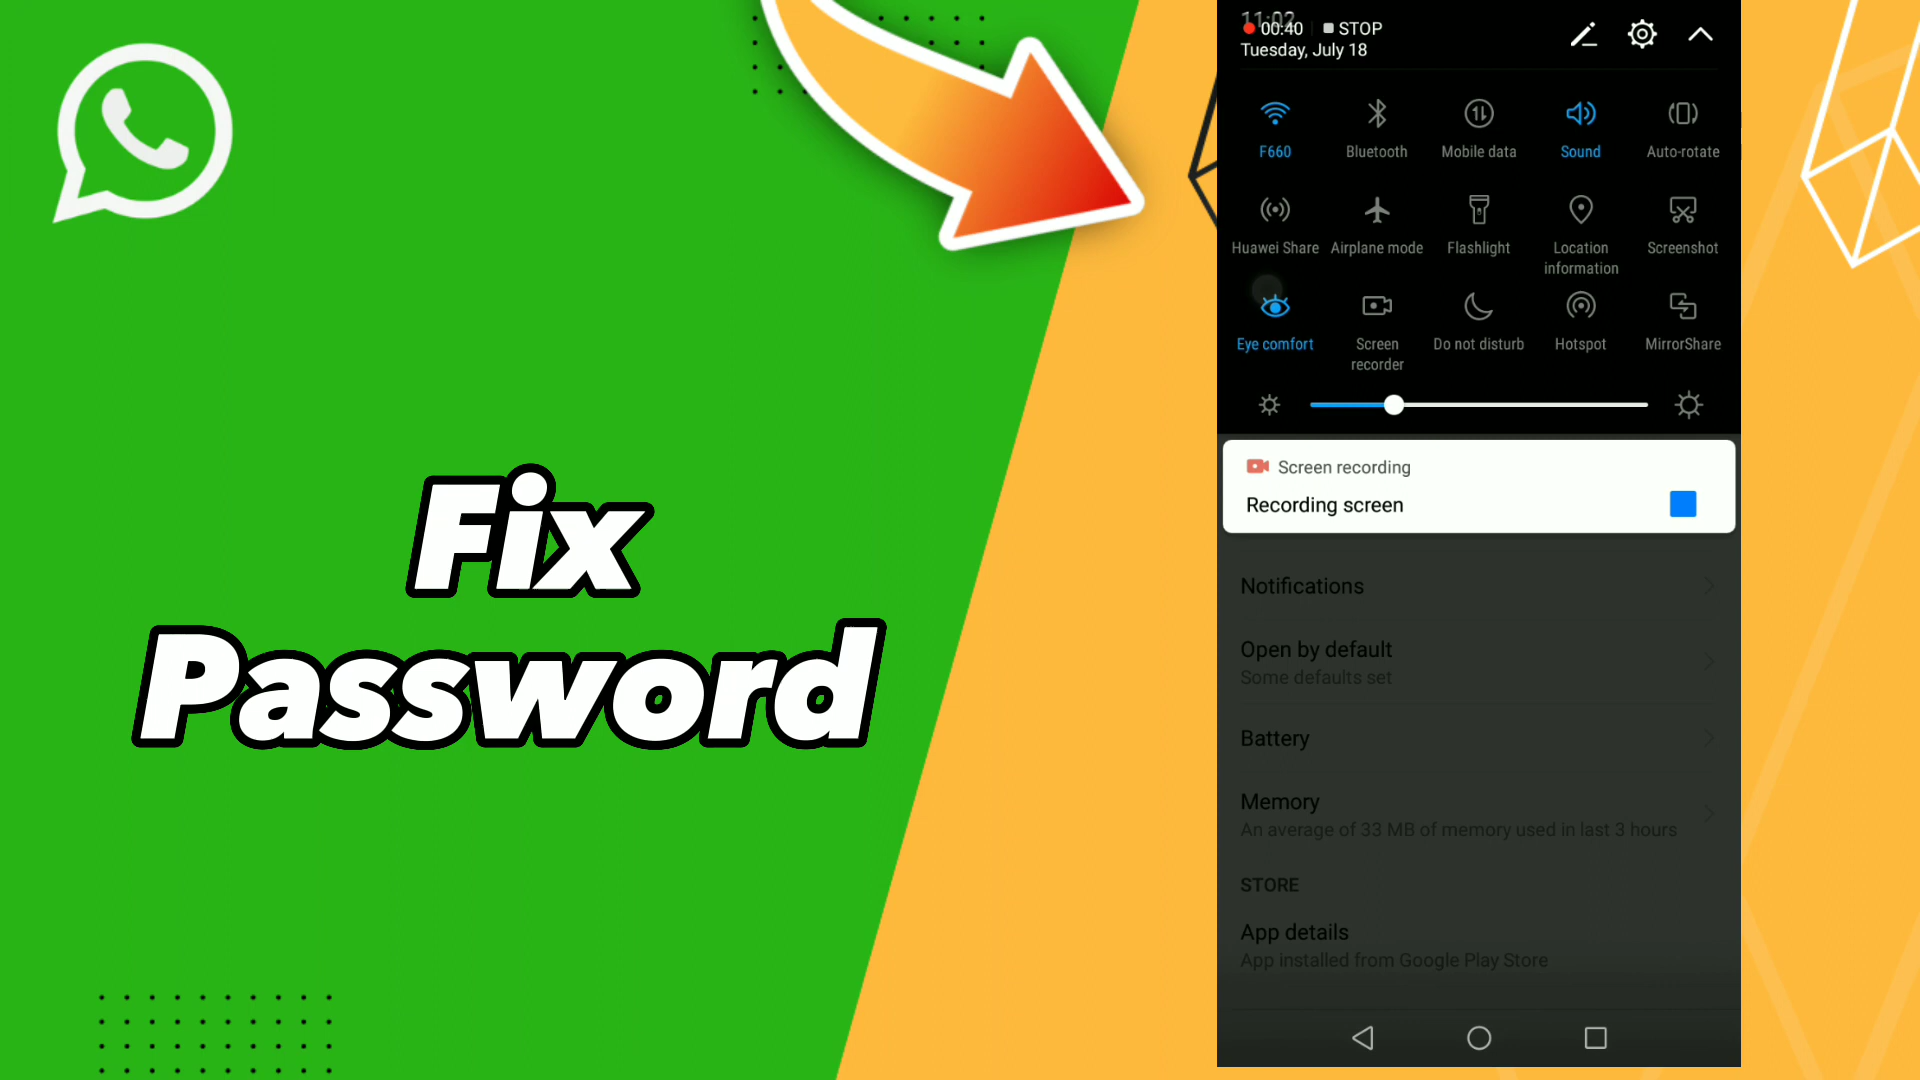 Fix
Password
11:02
00:40 STOP
Tuesday, July 18
F660 Bluetooth Mobile data Sound Auto-rotate
Huawei Share Airplane mode Flashlight Location information Screenshot
Eye comfort Screen recorder Do not disturb Hotspot MirrorShare
Screen recording
Recording screen
Notifications
Open by default
Some defaults set
Battery
Memory
An average of 33 MB of memory used in last 3 hours
STORE
App details
App installed from Google Play Store